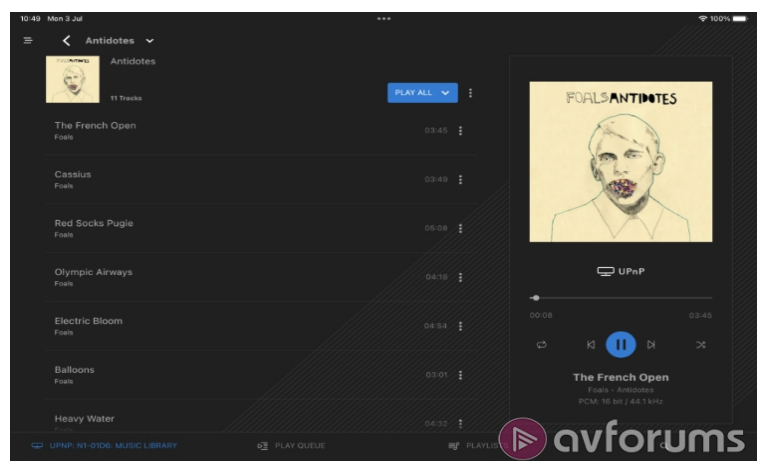 10:49 Mon 3 Jul
100%
Antidotes
Antidotes
11 Tracks
PLAY ALL
The French Open
Foals
03:45
Cassius
Foals
03:49
Red Socks Pugie
Foals
05:08
Olympic Airways
Foals
04:18
Electric Bloom
Foals
04:54
Balloons
Foals
03:01
Heavy Water
Foals
04:32
FOALS ANTIDOTES
FOALSANTIDOTES
UPnP
00:08
03:45
The French Open
Foals - Antidotes
PCM: 16 bit / 44.1 kHz
UPNP: N1-01D6: MUSIC LIBRARY
PLAY QUEUE
PLAYLISTS
avforums